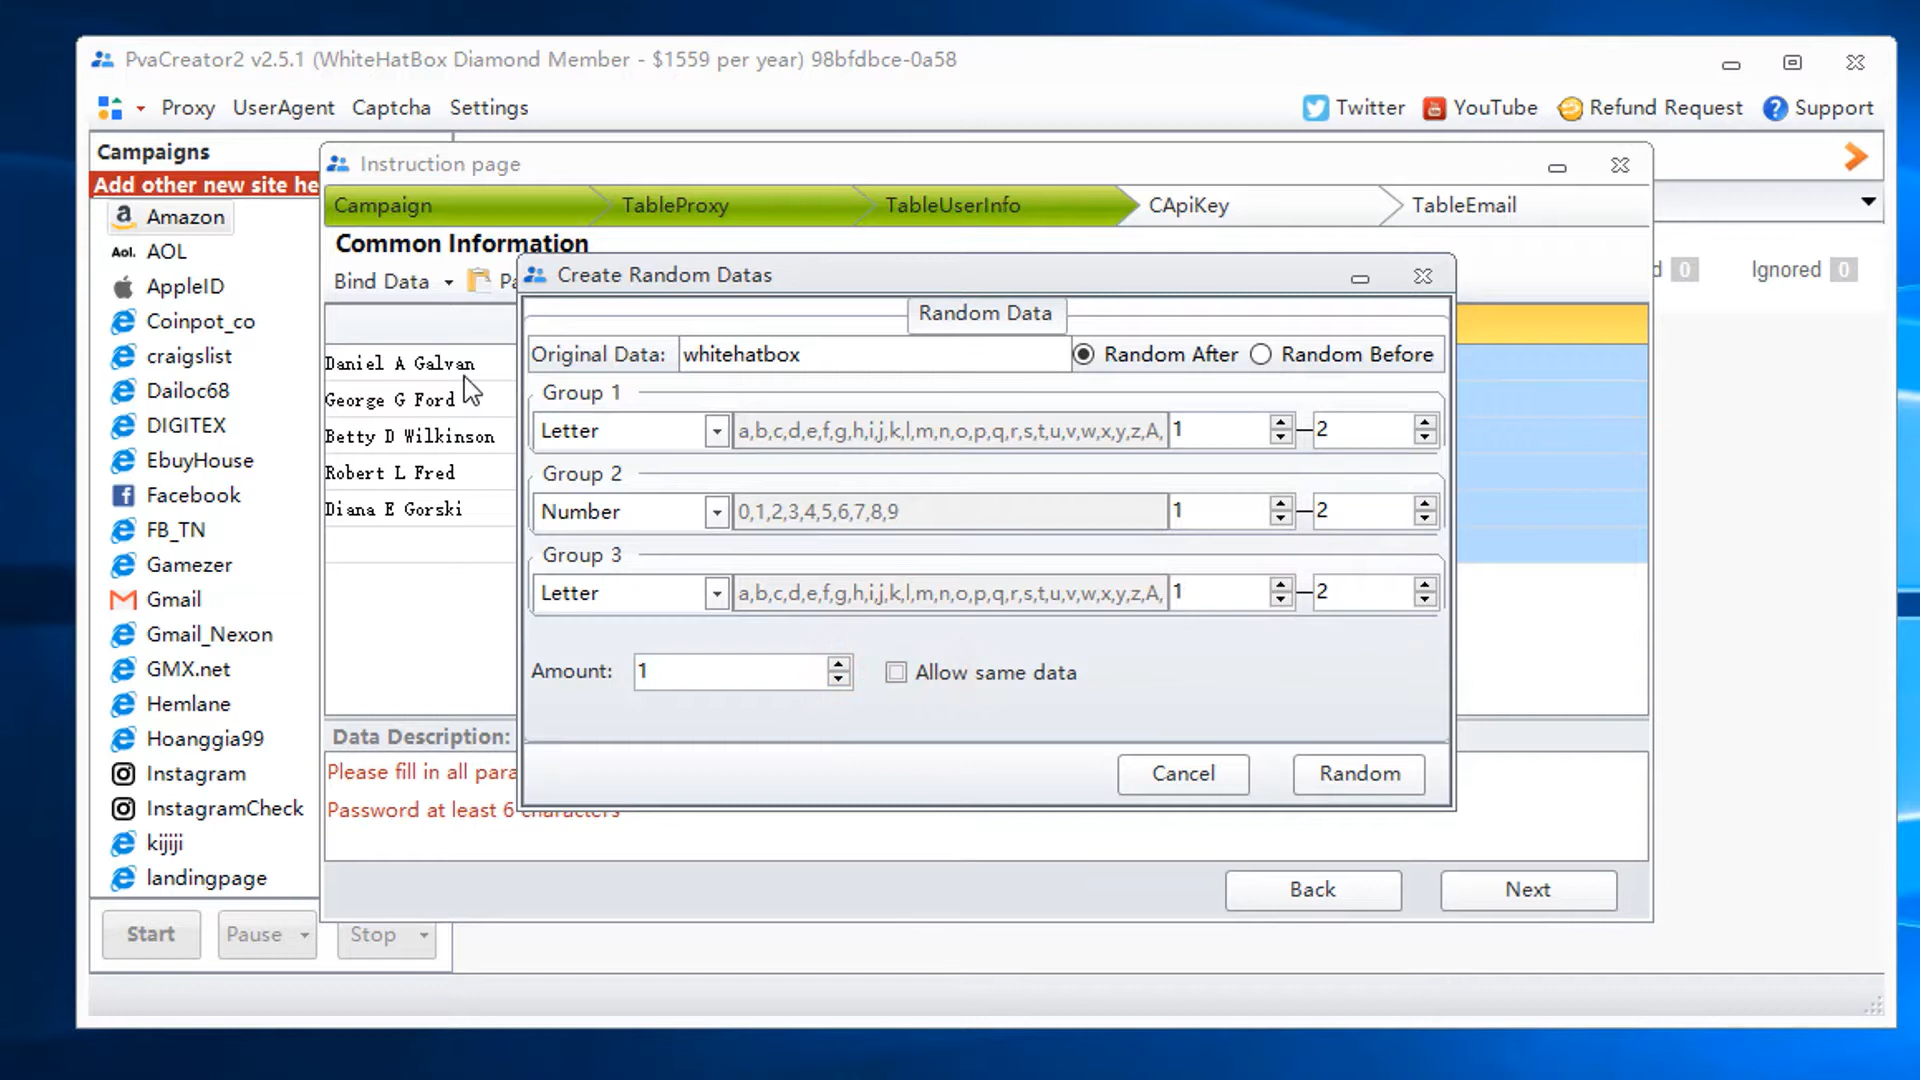 PvaCreator2 v2.5.1 (WhiteHatBox Diamond Member - $1559 per year) 98bfdbce-0a58
Proxy UserAgent Captcha Settings Twitter YouTube Refund Request Support
Campaigns
Add other new site he
Amazon
AOL
AppleID
Coinpot_co
craigslist
Dailoc68
DIGITEX
EbuyHouse
Facebook
FB_TN
Gamezer
Gmail
Gmail_Nexon
GMX.net
Hemlane
Hoanggia99
Instagram
InstagramCheck
kijiji
landingpage
Start Pause Stop
Instruction page
Campaign TableProxy TableUserInfo CApiKey TableEmail
Common Information
Bind Data Pa
d 0 Ignored 0
Daniel A Galvan
George G Ford
Betty D Wilkinson
Robert L Fred
Diana E Gorski
Create Random Datas
Random Data
Original Data: whitehatbox Random After Random Before
Group 1
Letter a,b,c,d,e,f,g,h,i,j,k,l,m,n,o,p,q,r,s,t,u,v,w,x,y,z,A, 1 — 2
Group 2
Number 0,1,2,3,4,5,6,7,8,9 1 — 2
Group 3
Letter a,b,c,d,e,f,g,h,i,j,k,l,m,n,o,p,q,r,s,t,u,v,w,x,y,z,A, 1 — 2
Amount: 1 Allow same data
Cancel Random
Data Description:
Please fill in all para
Password at least 6 characters
Back Next